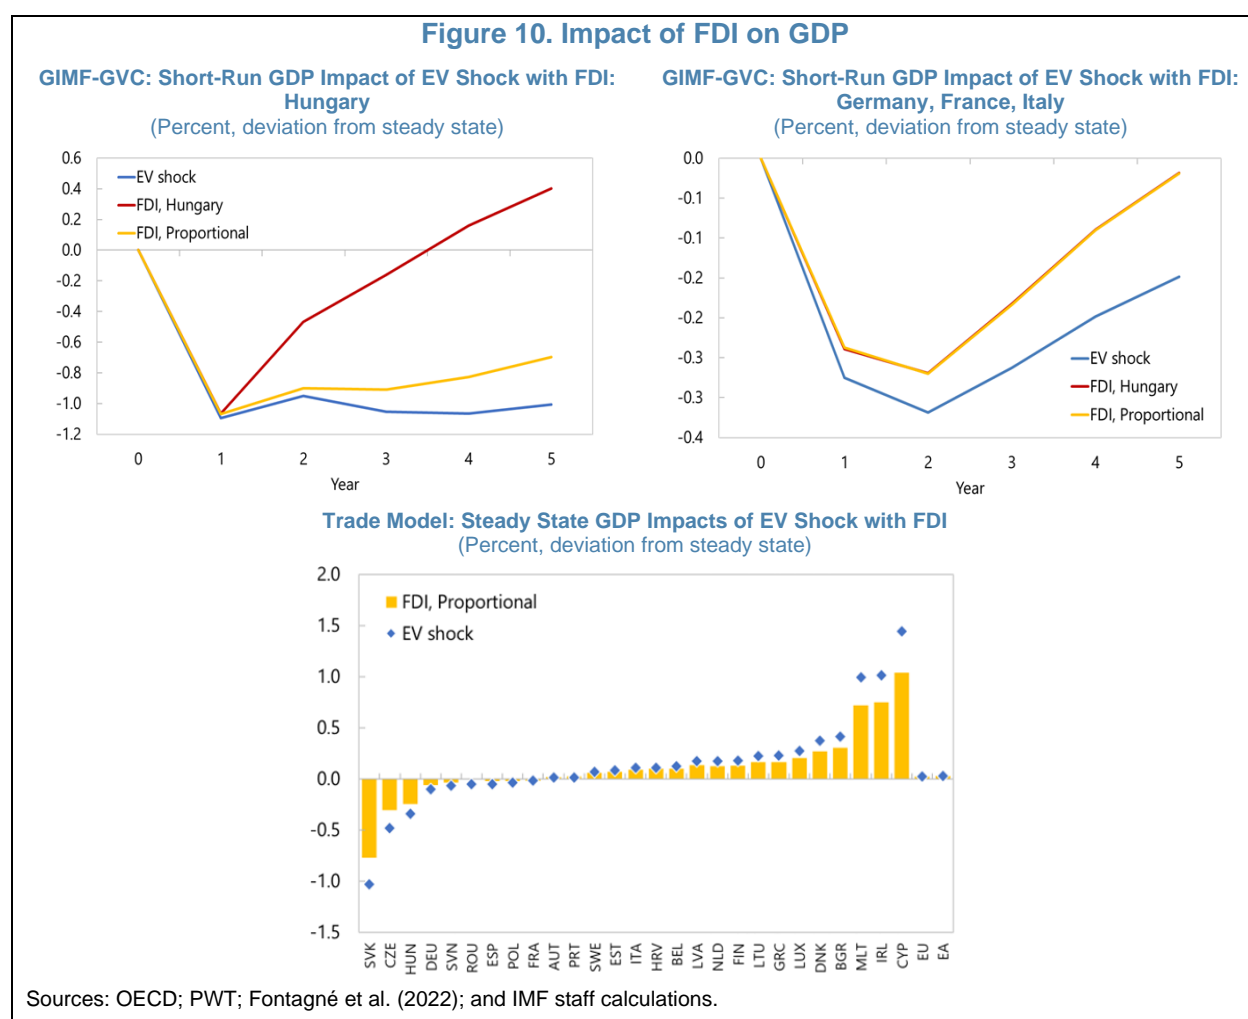 Figure 10. Impact of FDI on GDP
GIMF-GVC: Short-Run GDP Impact of EV Shock with FDI:
Hungary
(Percent, deviation from steady state)
0.6
0.4
0.2
0.0
-0.2
-0.4
-0.6
-0.8
-1.0
-1.2
EV shock
FDI, Hungary
FDI, Proportional
0 1 2 3 4 5
Year
GIMF-GVC: Short-Run GDP Impact of EV Shock with FDI:
Germany, France, Italy
(Percent, deviation from steady state)
0.0
-0.1
-0.1
-0.2
-0.2
-0.3
-0.3
-0.4
EV shock
FDI, Hungary
FDI, Proportional
0 1 2 3 4 5
Year
Trade Model: Steady State GDP Impacts of EV Shock with FDI
(Percent, deviation from steady state)
2.0
1.5
1.0
0.5
0.0
-0.5
-1.0
-1.5
FDI, Proportional
EV shock
SVK CZE HUN DEU SVN ROU ESP POL FRA AUT PRT SWE EST ITA HRV BEL LVA NLD FIN LTU GRC LUX DNK BGR MLT IRL CYP EU EA
Sources: OECD; PWT; Fontagné et al. (2022); and IMF staff calculations.